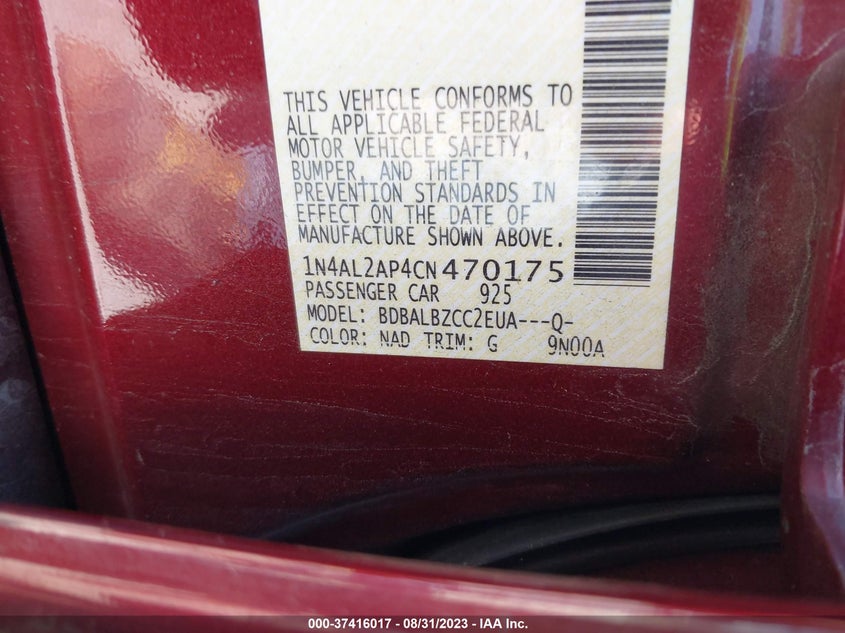 THIS VEHICLE CONFORMS TO
ALL APPLICABLE FEDERAL
MOTOR VEHICLE SAFETY,
BUMPER, AND THEFT
PREVENTION STANDARDS IN
EFFECT ON THE DATE OF
MANUFACTURE SHOWN ABOVE.
1N4AL2AP4CN470175
PASSENGER CAR 925
MODEL: BDBALBZCC2EUA---Q-
COLOR: NAD TRIM: G 9N00A
000-37416017 - 08/31/2023 - IAA Inc.